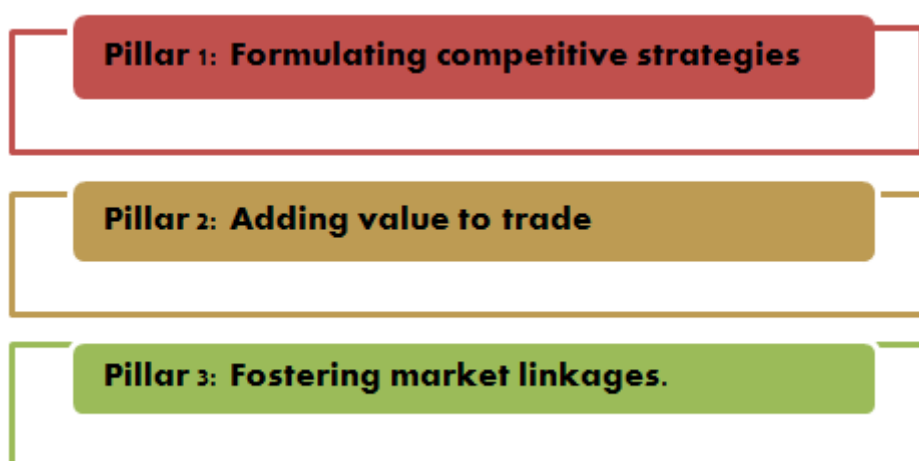 Pillar 1: Formulating competitive strategies
Pillar 2: Adding value to trade
Pillar 3: Fostering market linkages.